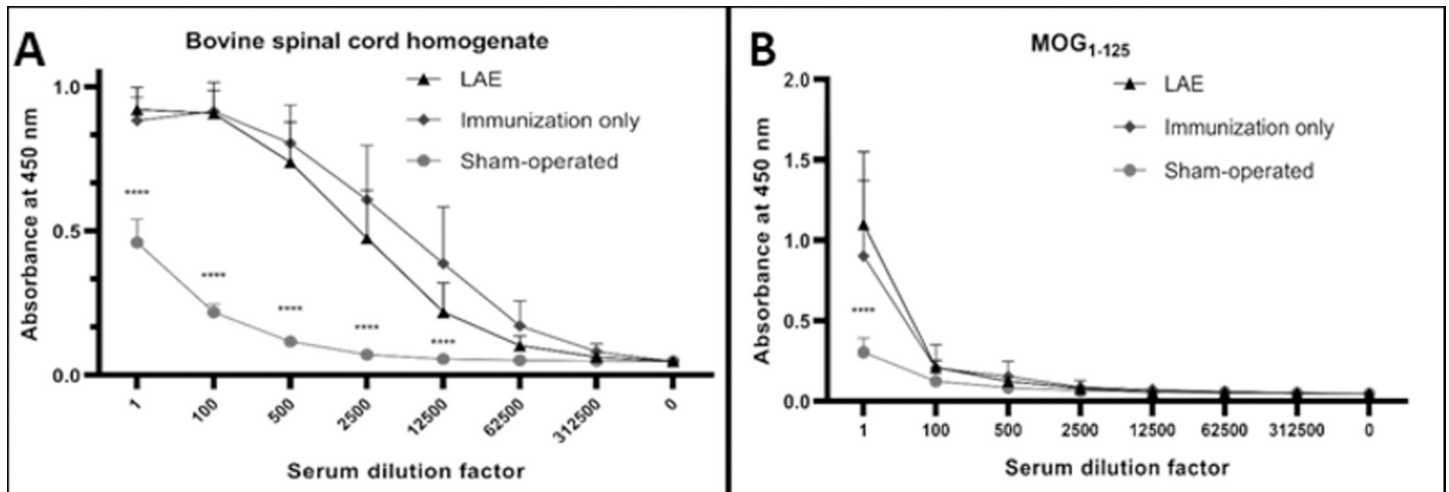 A
Bovine spinal cord homogenate
LAE
Immunization only
Sham-operated
Absorbance at 450 nm
1.0
0.5
0.0
****
****
****
****
****
1
100
500
2500
12500
62500
312500
0
Serum dilution factor
B
MOG1-125
LAE
Immunization only
Sham-operated
Absorbance at 450 nm
2.0
1.5
1.0
0.5
0.0
****
1
100
500
2500
12500
62500
312500
0
Serum dilution factor